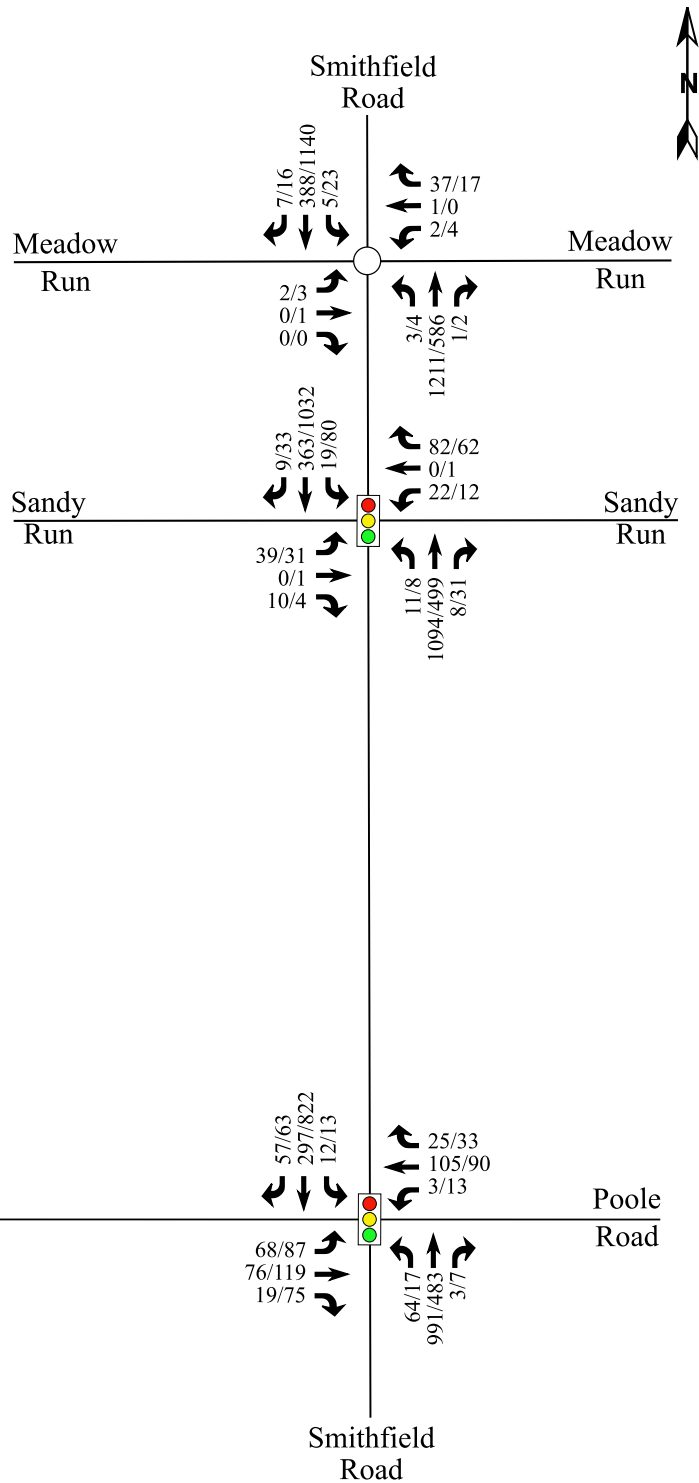 N
Smithfield
Road
7/16
388/1140
5/23
37/17
1/0
2/4
Meadow
Run
Meadow
Run
2/3
0/1
0/0
3/4
1211/586
1/2
9/33
363/1032
19/80
82/62
0/1
22/12
Sandy
Run
Sandy
Run
39/31
0/1
10/4
11/8
1094/499
8/31
57/63
297/822
12/13
25/33
105/90
3/13
Poole
Road
68/87
76/119
19/75
64/17
991/483
3/7
Smithfield
Road